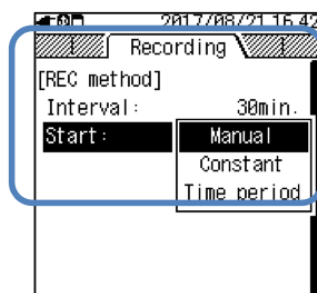 2017/08/21 16:42
Recording
[REC method]
Interval: 30min.
Start: Manual
Constant
Time period